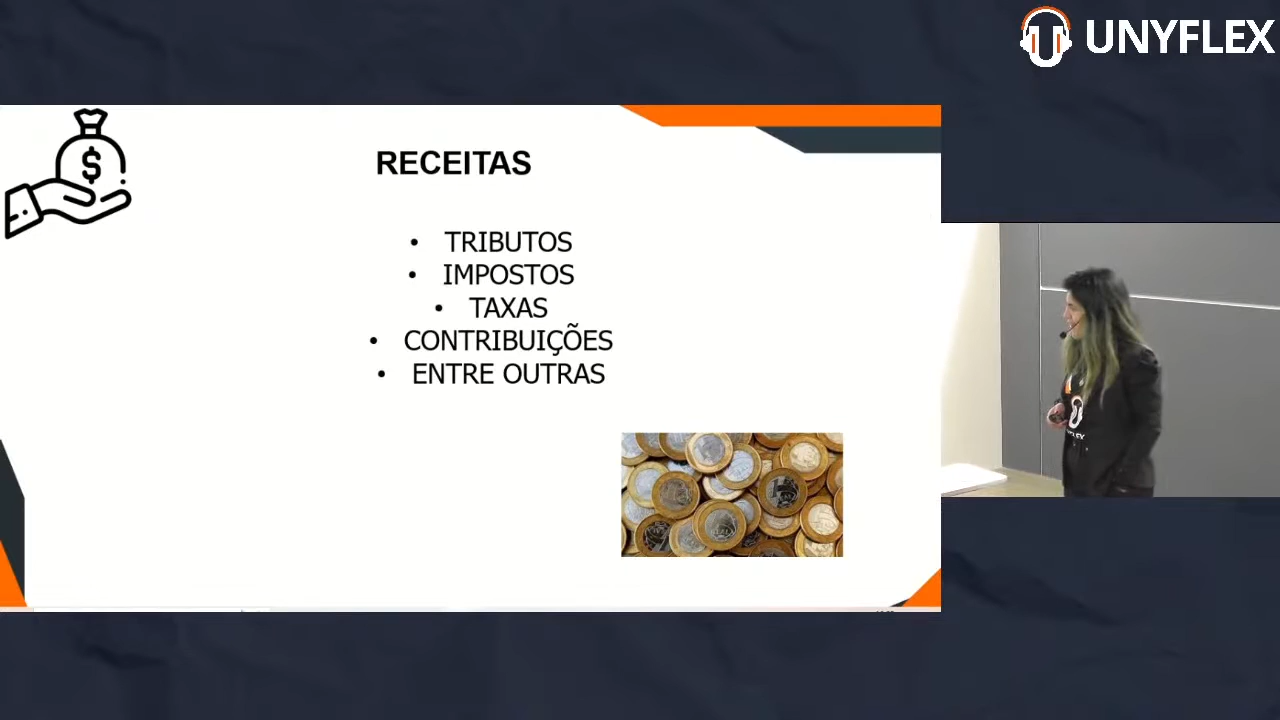 UNYFLEX
RECEITAS
• TRIBUTOS
• IMPOSTOS
• TAXAS
• CONTRIBUIÇÕES
• ENTRE OUTRAS
$